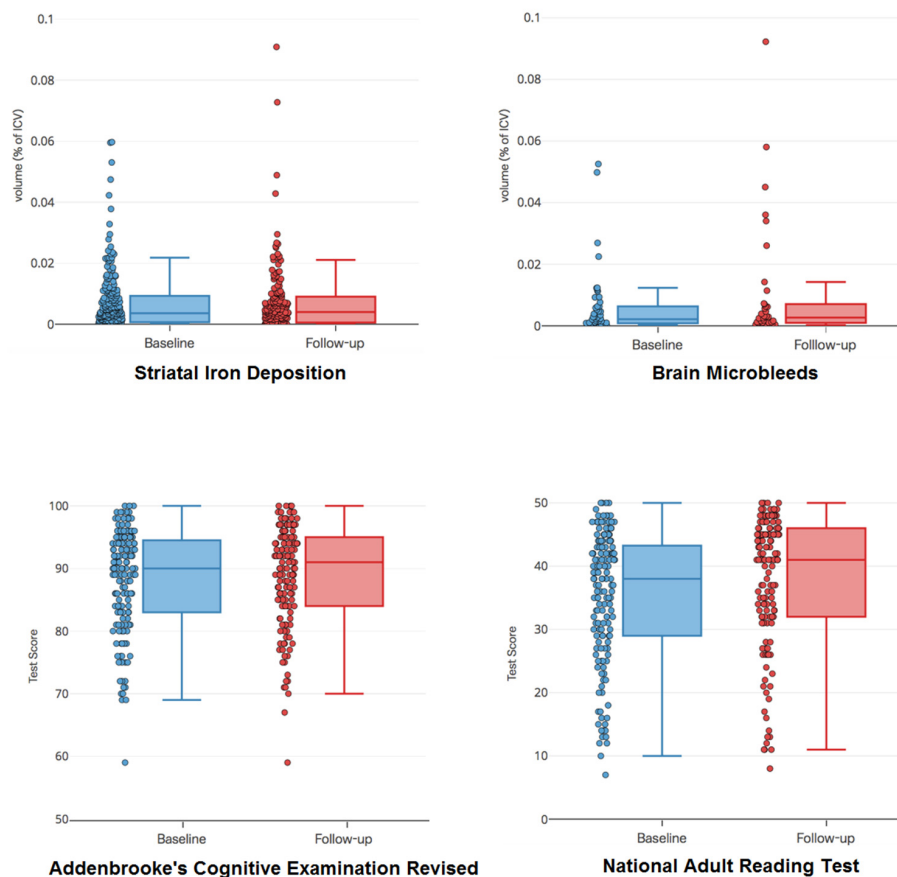 0.1
0.08
0.06
0.04
0.02
0
volume (% of ICV)
Baseline
Follow-up
Striatal Iron Deposition
0.1
0.08
0.06
0.04
0.02
0
volume (% of ICV)
Baseline
Folllow-up
Brain Microbleeds
100
90
80
70
60
50
Test Score
Baseline
Follow-up
Addenbrooke's Cognitive Examination Revised
50
40
30
20
10
0
Test Score
Baseline
Follow-up
National Adult Reading Test